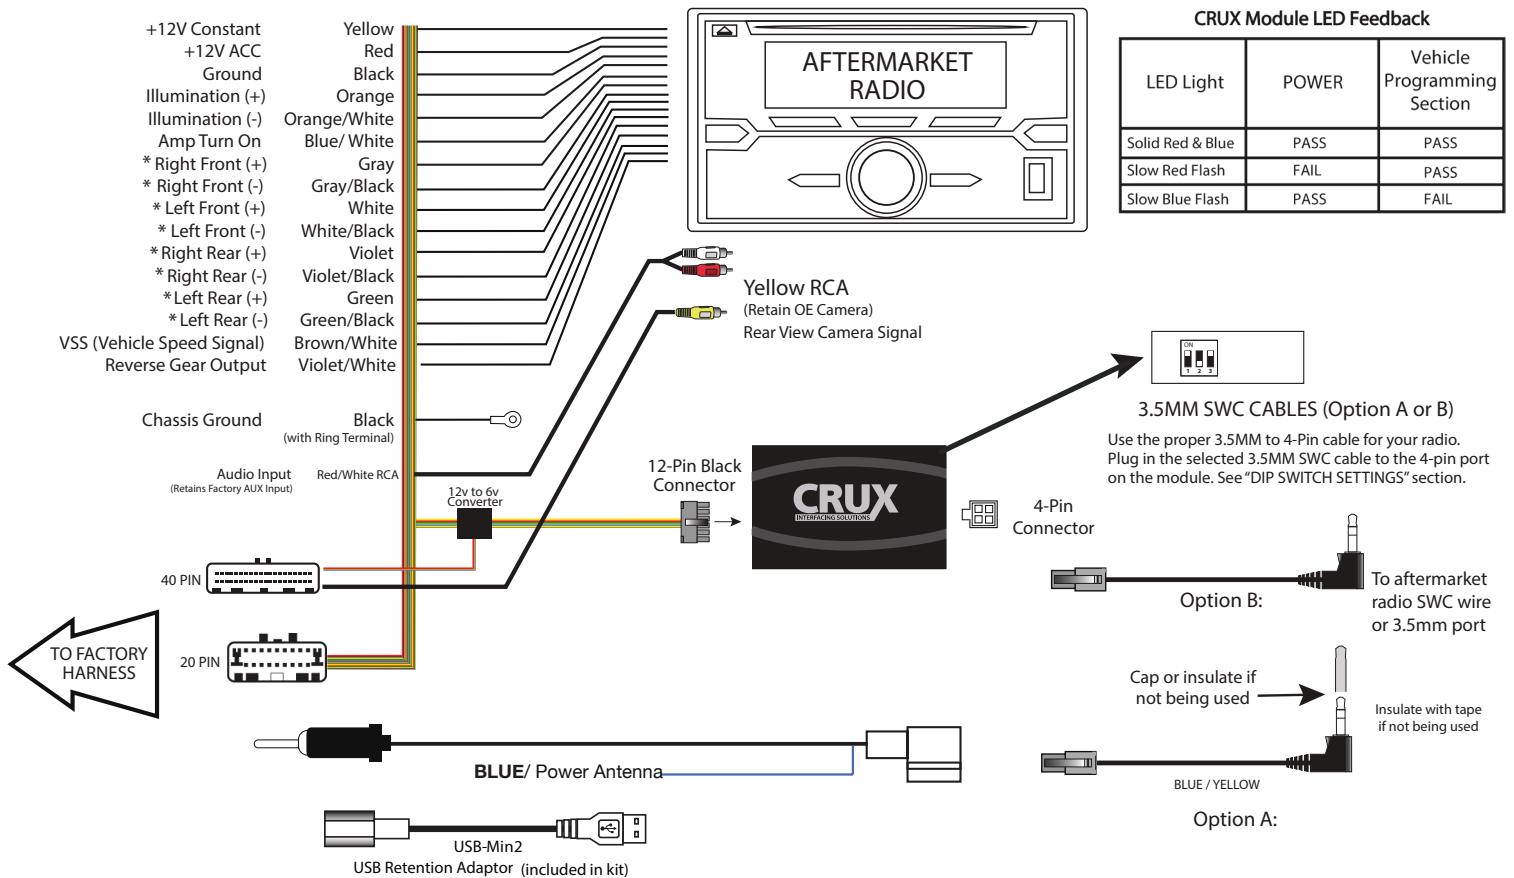 +12V Constant Yellow
+12V ACC Red
Ground Black
Illumination (+) Orange
Illumination (-) Orange/White
Amp Turn On Blue/ White
* Right Front (+) Gray
* Right Front (-) Gray/Black
* Left Front (+) White
* Left Front (-) White/Black
* Right Rear (+) Violet
* Right Rear (-) Violet/Black
* Left Rear (+) Green
* Left Rear (-) Green/Black
VSS (Vehicle Speed Signal) Brown/White
Reverse Gear Output Violet/White
Chassis Ground Black
(with Ring Terminal)
Audio Input Red/White RCA
(Retains Factory AUX Input)
AFTERMARKET
RADIO
CRUX Module LED Feedback
LED Light POWER Vehicle
Programming
Section
Solid Red & Blue PASS PASS
Slow Red Flash FAIL PASS
Slow Blue Flash PASS FAIL
Yellow RCA
(Retain OE Camera)
Rear View Camera Signal
ON
1 2 3
3.5MM SWC CABLES (Option A or B)
Use the proper 3.5MM to 4-Pin cable for your radio.
Plug in the selected 3.5MM SWC cable to the 4-pin port
on the module. See "DIP SWITCH SETTINGS" section.
12-Pin Black
Connector
12v to 6v
Converter
CRUX
INTERFACING SOLUTIONS
4-Pin
Connector
40 PIN
20 PIN
TO FACTORY
HARNESS
Option B:
To aftermarket
radio SWC wire
or 3.5mm port
Cap or insulate if
not being used
Insulate with tape
if not being used
BLUE / YELLOW
Option A:
BLUE/ Power Antenna
USB-Min2
USB Retention Adaptor (included in kit)